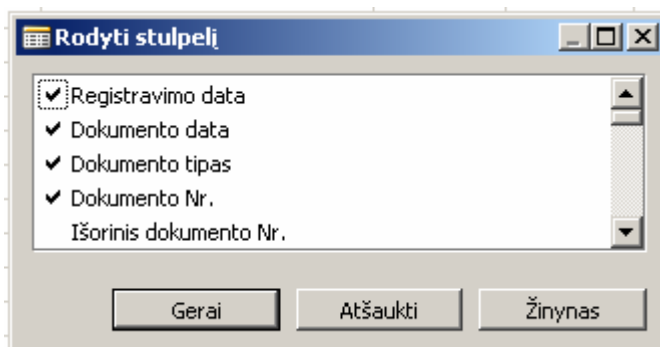 Rodyti stulpelį
Registravimo data
Dokumento data
Dokumento tipas
Dokumento Nr.
Išorinis dokumento Nr.
Gerai Atšaukti Žinynas